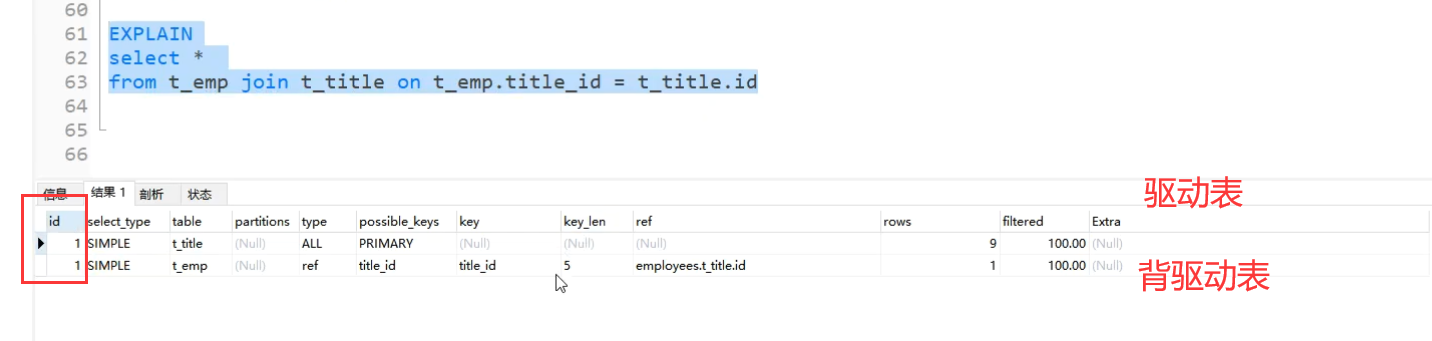 60
61 EXPLAIN
62 select *
63 from t_emp join t_title on t_emp.title_id = t_title.id
64
65
66
信息 结果 1 剖析 状态
驱动表
id select_type table partitions type possible_keys key key_len ref rows filtered Extra
1 SIMPLE t_title (Null) ALL PRIMARY (Null) (Null) (Null) 9 100.00 (Null)
1 SIMPLE t_emp (Null) ref title_id title_id 5 employees.t_title.id 1 100.00 (Null)
背驱动表